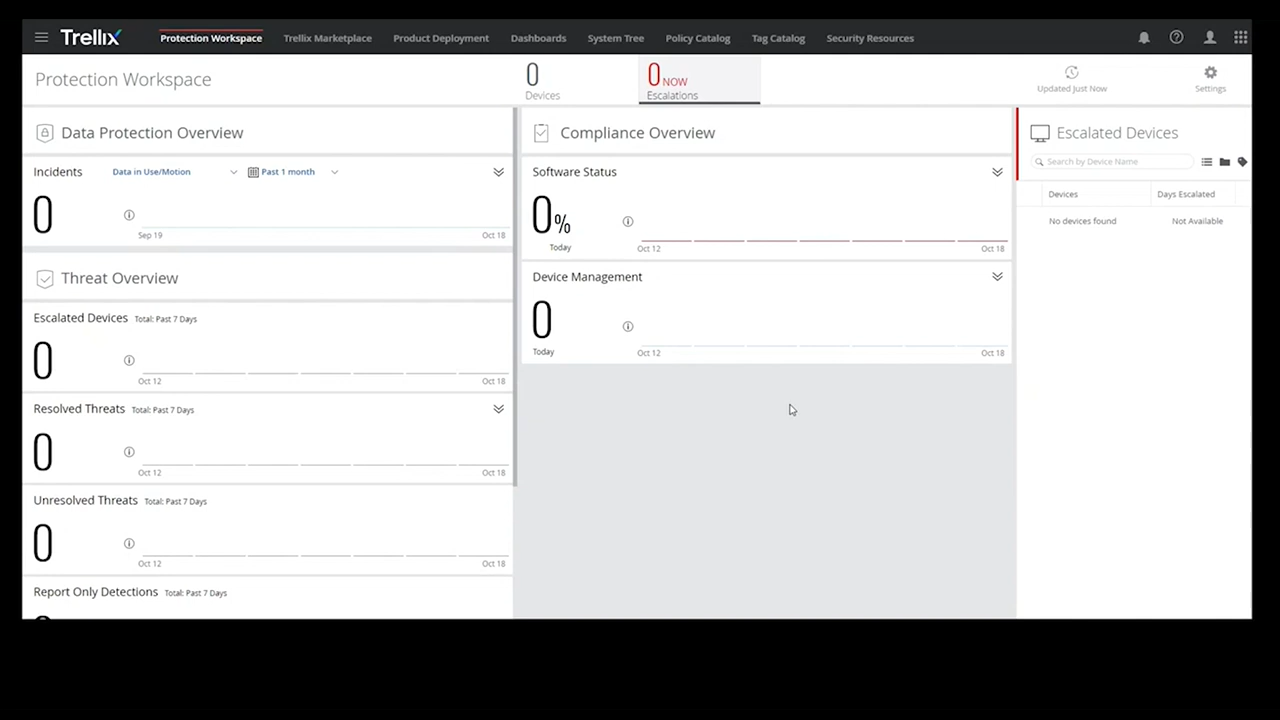 Trellix
Protection Workspace
Trellix Marketplace
Product Deployment
Dashboards
System Tree
Policy Catalog
Tag Catalog
Security Resources
Protection Workspace
0
Devices
0 NOW
Escalations
Updated Just Now
Settings
Data Protection Overview
Incidents
Data in Use/Motion
Past 1 month
0
Sep 19
Oct 18
Threat Overview
Escalated Devices Total: Past 7 Days
0
Oct 12
Oct 18
Resolved Threats Total: Past 7 Days
0
Oct 12
Oct 18
Unresolved Threats Total: Past 7 Days
0
Oct 12
Oct 18
Report Only Detections Total: Past 7 Days
Compliance Overview
Software Status
0%
Today
Oct 12
Oct 18
Device Management
0
Today
Oct 12
Oct 18
Escalated Devices
Search by Device Name
Devices
Days Escalated
No devices found
Not Available